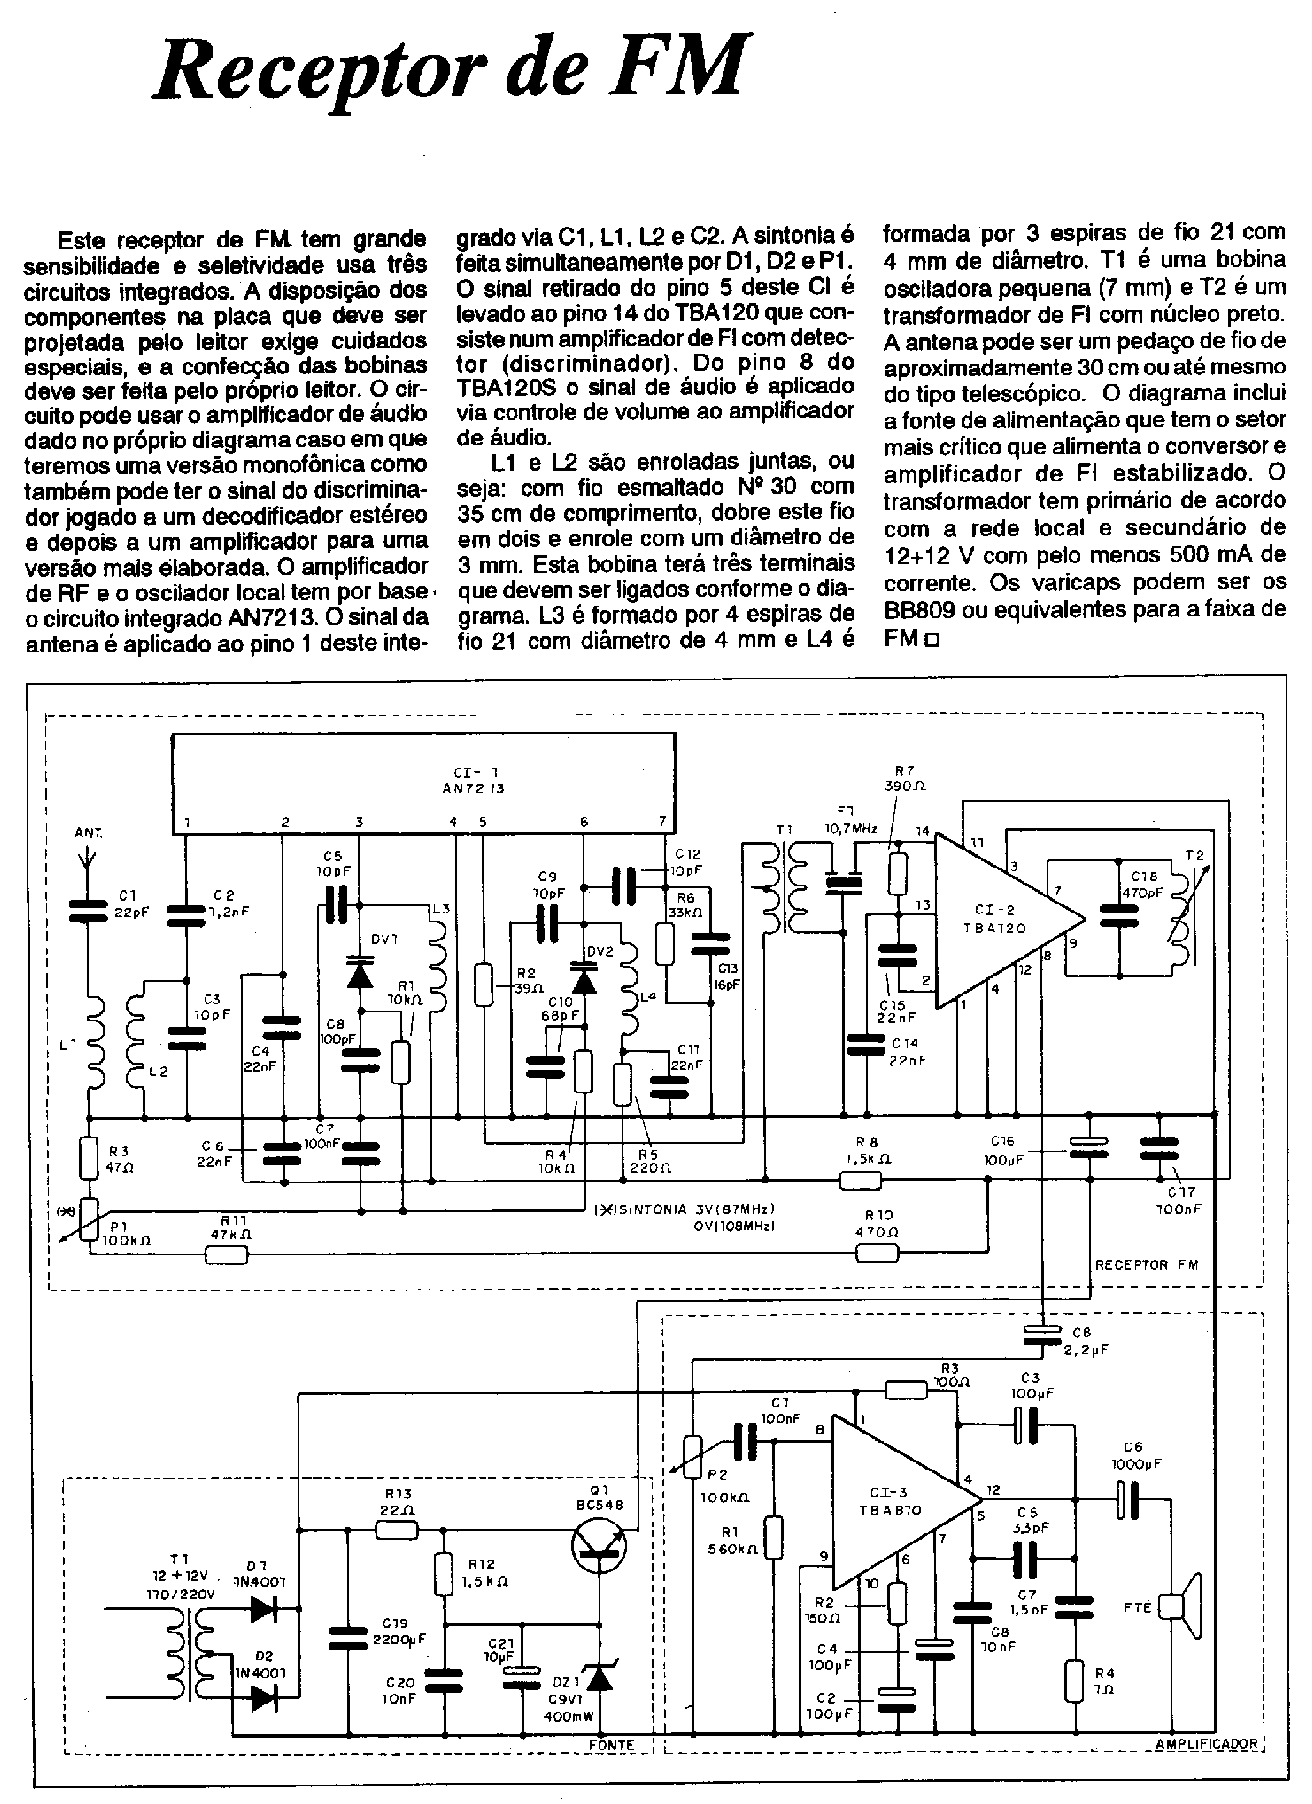 Receptor de FM
Este receptor de FM tem grande
sensibilidade e seletividade usa três
circuitos integrados. A disposição dos
componentes na placa que deve ser
projetada pelo leitor exige cuidados
especiais, e a confecção das bobinas
deve ser feita pelo próprio leitor. O cir-
cuito pode usar o amplificador de áudio
dado no próprio diagrama caso em que
teremos uma versão monofônica como
também pode ter o sinal do discrimina-
dor jogado a um decodificador estéreo
e depois a um amplificador para uma
versão mais elaborada. O amplificador
de RF e o oscilador local tem por base
o circuito integrado AN7213. O sinal da
antena é aplicado ao pino 1 deste inte-
grado via C1, L1, L2 e C2. A sintonia é
feita simultaneamente por D1, D2 e P1.
O sinal retirado do pino 5 deste CI é
levado ao pino 14 do TBA120 que con-
siste num amplificador de FI com detec-
tor (discriminador). Do pino 8 do
TBA120S o sinal de áudio é aplicado
via controle de volume ao amplificador
de áudio.
L1 e L2 são enroladas juntas, ou
seja: com fio esmaltado Nº 30 com
35 cm de comprimento, dobre este fio
em dois e enrole com um diâmetro de
3 mm. Esta bobina terá três terminais
que devem ser ligados conforme o dia-
grama. L3 é formado por 4 espiras de
fio 21 com diâmetro de 4 mm e L4 é
formada por 3 espiras de fio 21 com
4 mm de diâmetro. T1 é uma bobina
osciladora pequena (7 mm) e T2 é um
transformador de FI com núcleo preto.
A antena pode ser um pedaço de fio de
aproximadamente 30 cm ou até mesmo
do tipo telescópico. O diagrama inclui
a fonte de alimentação que tem o setor
mais crítico que alimenta o conversor e
amplificador de FI estabilizado. O
transformador tem primário de acordo
com a rede local e secundário de
12+12 V com pelo menos 500 mA de
corrente. Os varicaps podem ser os
BB809 ou equivalentes para a faixa de
FM
CI-1
AN7213
1
2
3
4
5
6
7
ANT.
C1
22pF
C2
1,2nF
C3
10pF
L1
L2
C4
22nF
C5
10pF
DV1
L3
C8
100pF
R1
10kΩ
R2
39Ω
C9
10pF
DV2
C10
68pF
L4
C12
10pF
R6
33kΩ
C13
16pF
C11
22nF
T1
F1
10,7MHz
R7
390Ω
14
13
2
11
3
7
9
8
12
4
1
CI-2
TBA120
C18
470pF
T2
C15
22nF
C14
22nF
R3
47Ω
C6
22nF
C7
100nF
R4
10kΩ
R5
220Ω
R8
1,5kΩ
C16
100µF
C17
100nF
(X)
P1
100kΩ
R11
47kΩ
(X)SINTONIA 3V(87MHz)
0V(108MHz)
R10
470Ω
RECEPTOR FM
C8
2,2µF
R3
100Ω
C3
100µF
C1
100nF
P2
100kΩ
R1
560kΩ
8
1
9
10
6
7
5
4
12
CI-3
TBA810
C6
1000µF
C5
33pF
C7
1,5nF
FTE
R2
150Ω
C4
100µF
C2
100µF
C8
10nF
R4
1Ω
AMPLIFICADOR
T1
12+12V
110/220V
D1
1N4001
D2
1N4001
R13
22Ω
Q1
BC548
R12
1,5kΩ
C19
2200µF
C20
10nF
C21
10µF
DZ1
C9V1
400mW
FONTE